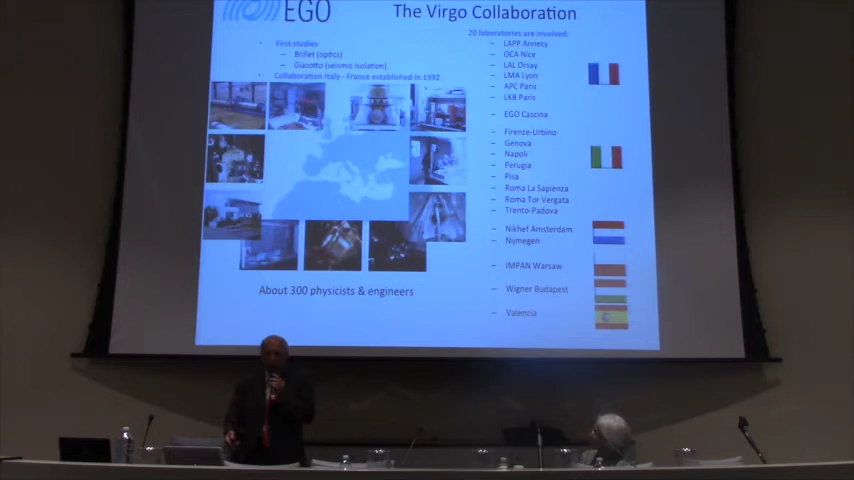 EGO
The Virgo Collaboration
• First studies
– Brillet (optics)
– Giazotto (seismic isolation)
• Collaboration Italy - France established in 1992
About 300 physicists & engineers
20 laboratories are involved:
– LAPP Annecy
– OCA Nice
– LAL Orsay
– LMA Lyon
– APC Paris
– LKB Paris
– EGO Cascina
– Firenze-Urbino
– Genova
– Napoli
– Perugia
– Pisa
– Roma La Sapienza
– Roma Tor Vergata
– Trento-Padova
– Nikhef Amsterdam
– Nijmegen
– IMPAN Warsaw
– Wigner Budapest
– Valencia